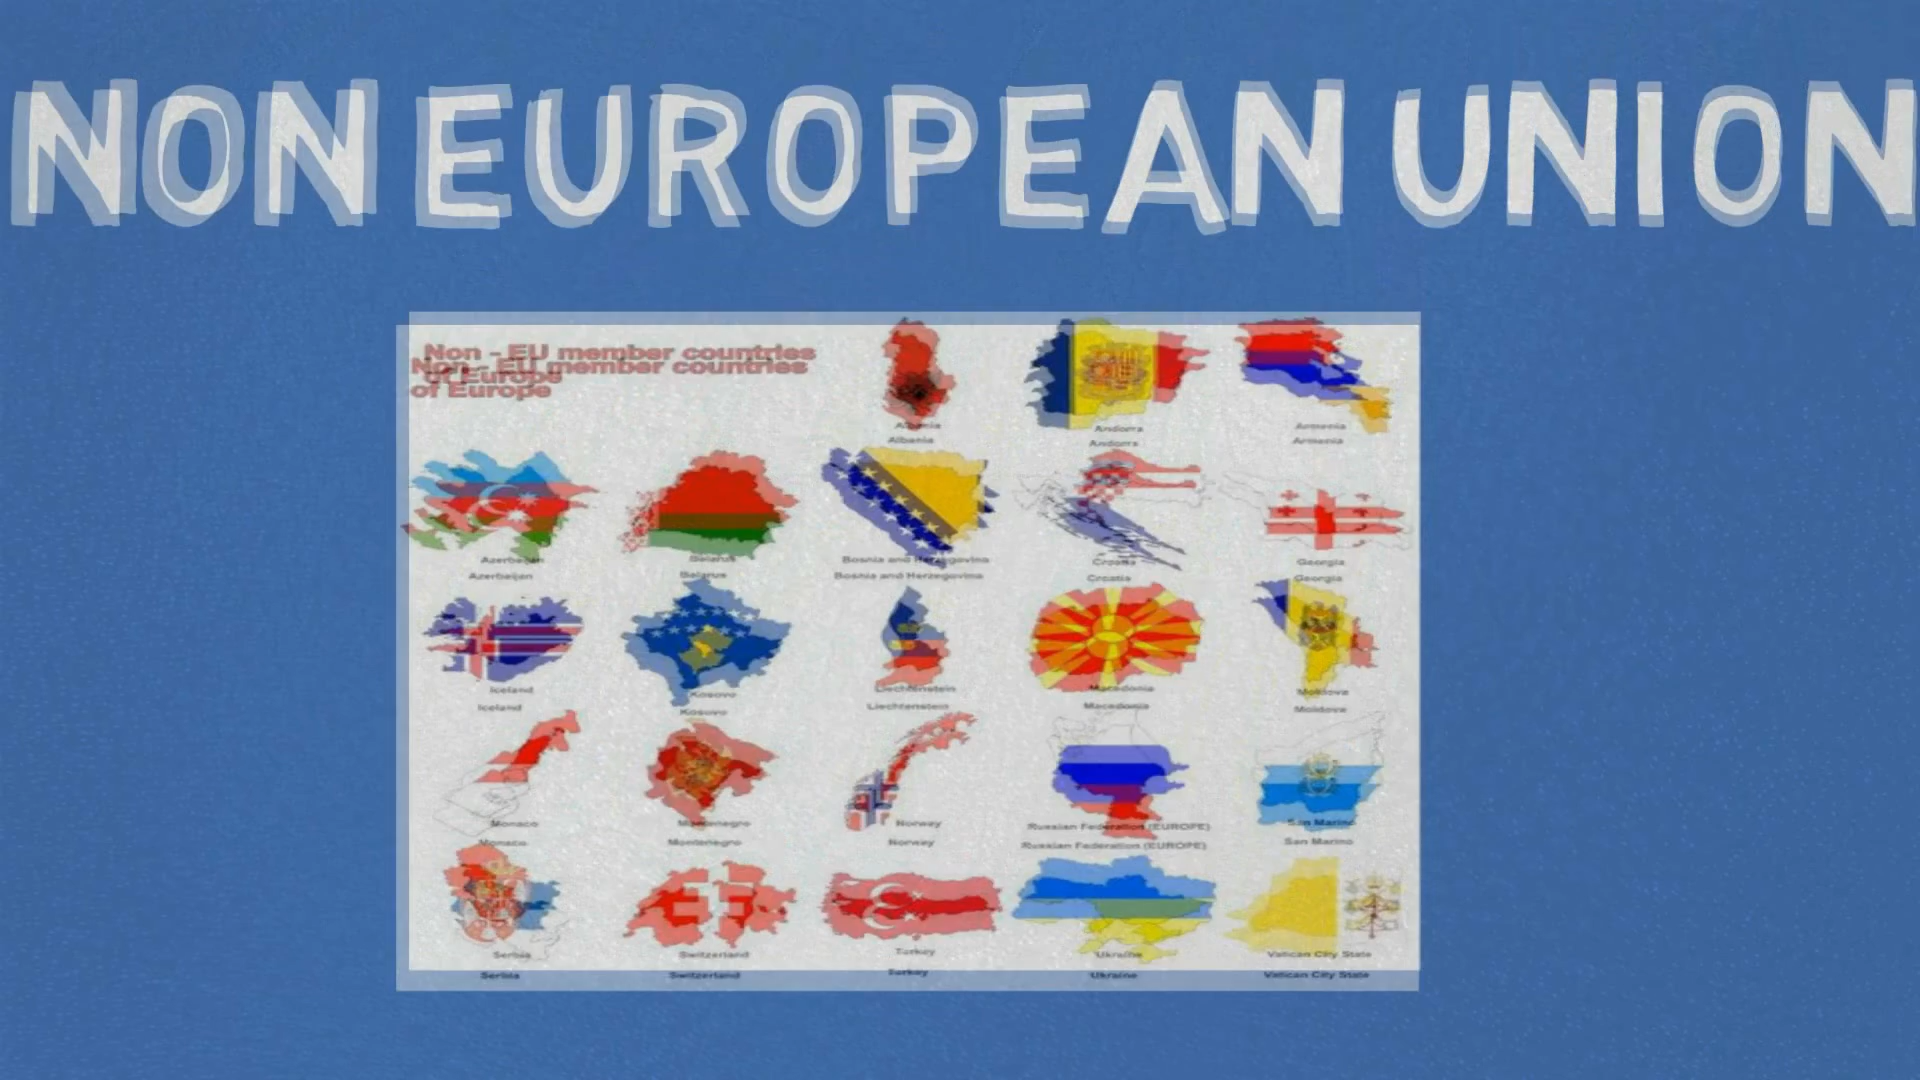 NON EUROPEAN UNION
Non - EU member countries
of Europe
Albania Andorra Armenia
Azerbeijan Belarus Bosnia and Herzegovina Croatia Georgia
Iceland Kosovo Liechtenstein Macedonia Moldova
Monaco Montenegro Norway Russian Federation (EUROPE) San Marino
Serbia Switzerland Turkey Ukraine Vatican City State